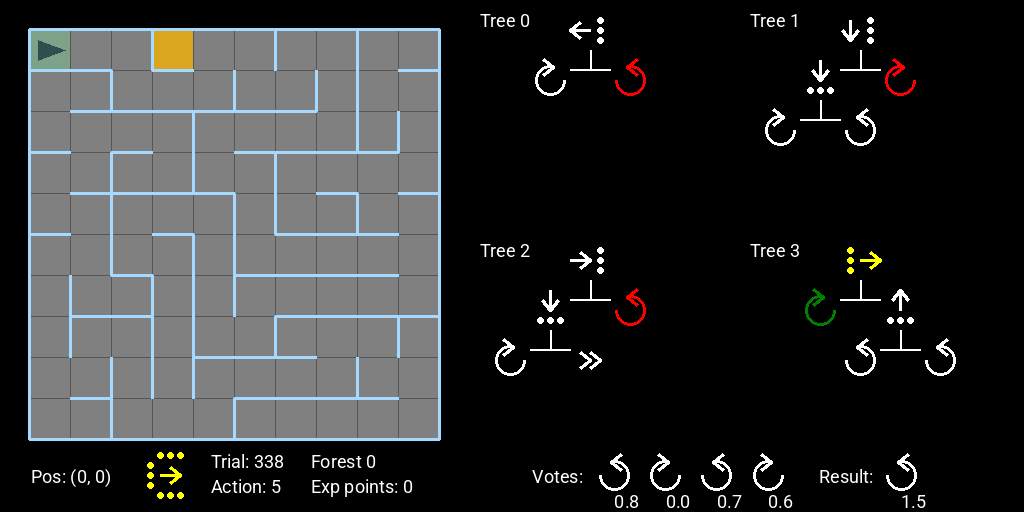 Tree 0
Tree 1
Tree 2
Tree 3
Pos: (0, 0)
Trial: 338
Forest 0
Action: 5
Exp points: 0
Votes:
0.8
0.0
0.7
0.6
Result:
1.5